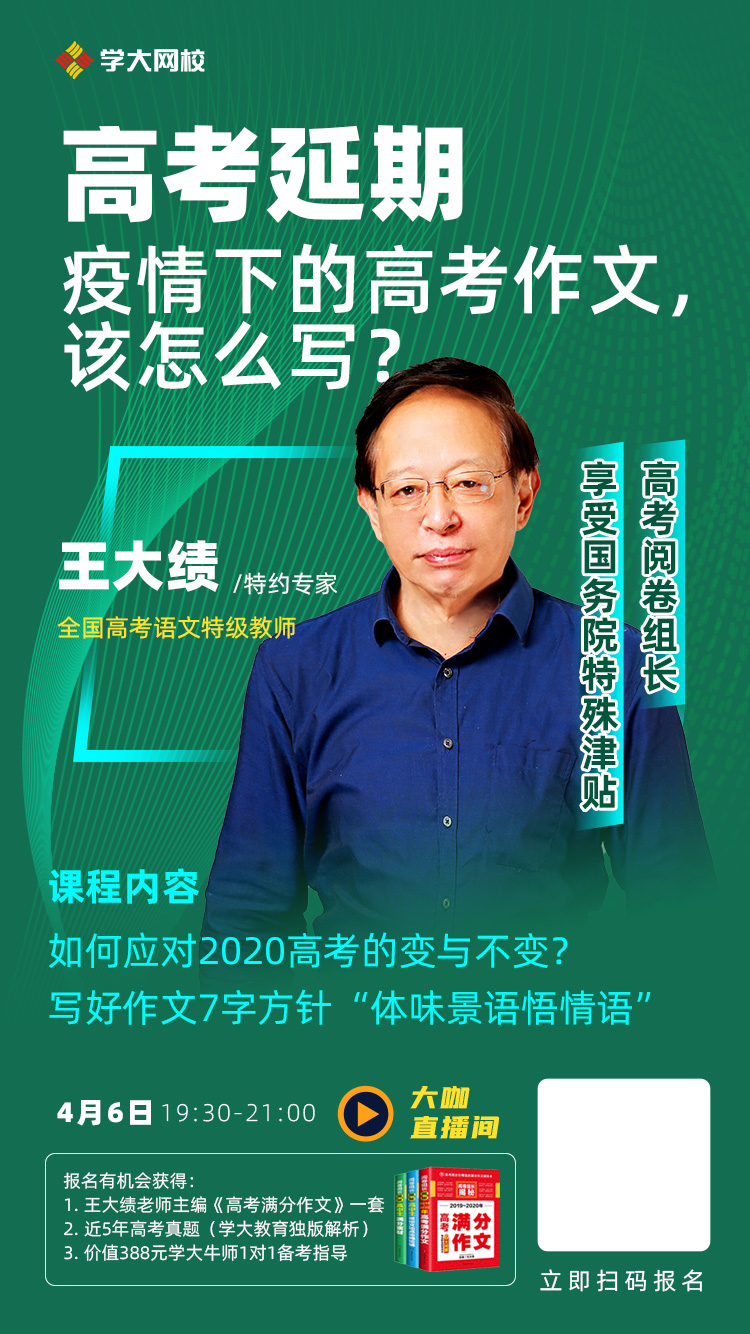 学大网校
高考延期
疫情下的高考作文，
该怎么写？
王大绩 /特约专家
全国高考语文特级教师
高考阅卷组长
享受国务院特殊津贴
课程内容
如何应对2020高考的变与不变？
写好作文7字方针“体味景语悟情语”
4月6日 19:30-21:00
大咖
直播间
报名有机会获得：
1. 王大绩老师主编《高考满分作文》一套
2. 近5年高考真题（学大教育独版解析）
3. 价值388元学大牛师1对1备考指导
揭秘
2019-2020年
高考
满分
作文
立即扫码报名